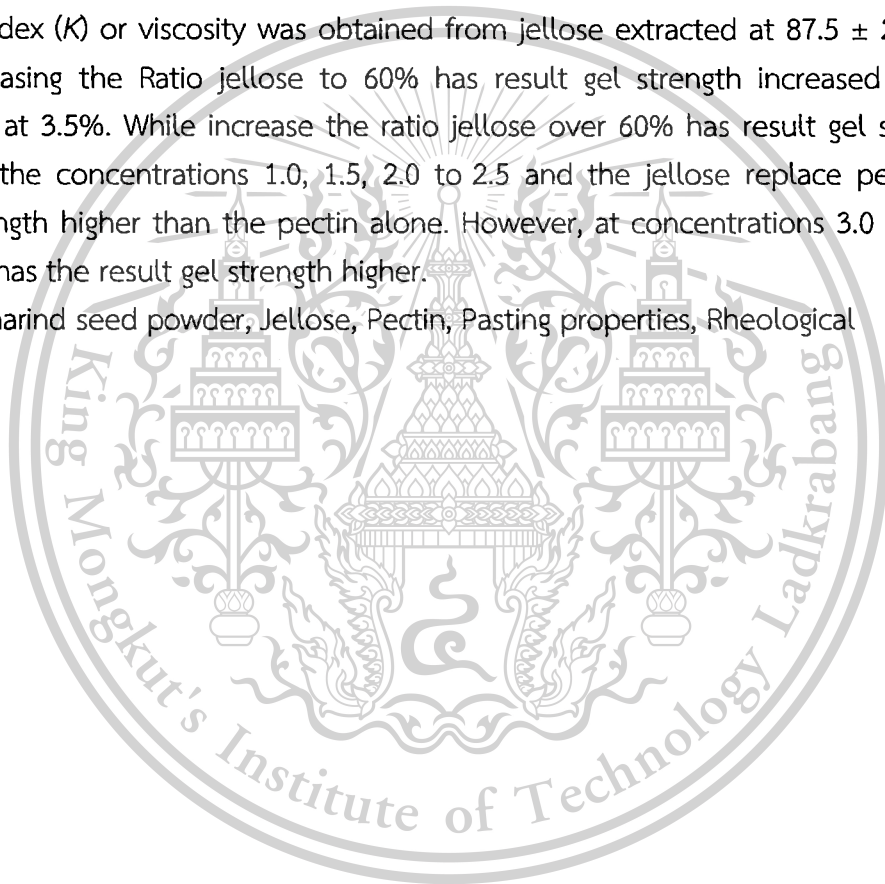 dex (K) or viscosity was obtained from jellose extracted at 87.5 ±
asing the Ratio jellose to 60% has result gel strength increased
at 3.5%. While increase the ratio jellose over 60% has result gel
the concentrations 1.0, 1.5, 2.0 to 2.5 and the jellose replace
ngth higher than the pectin alone. However, at concentrations 3.0
has the result gel strength higher.
arind seed powder, Jellose, Pectin, Pasting properties, Rheological
King Mongkut's Institute of Technology Ladkrabang